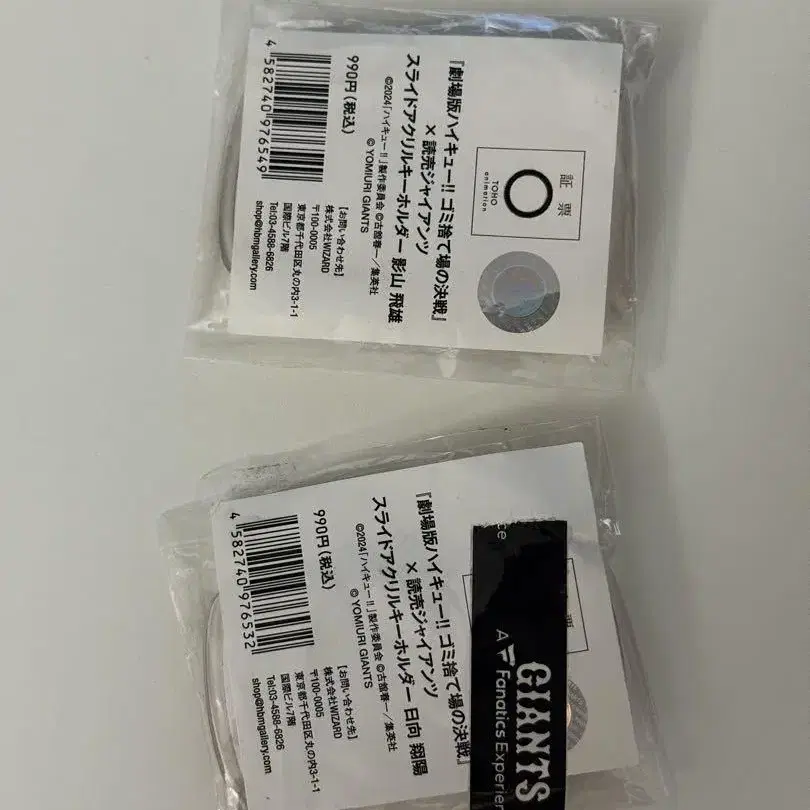 『劇場版ハイキュー!! ゴミ捨て場の決戦』
× 読売ジャイアンツ
スライドアクリルキーホルダー 影山 飛雄
©2024「ハイキュー!!」製作委員会 ©古舘春一／集英社
© YOMIURI GIANTS
990円(税込)
4 582740 976549
【お問い合わせ先】
株式会社WIZARD
〒100-0005
東京都千代田区丸の内3-1-1
国際ビル7階
Tel:03-4588-6826
shop@hbmgallery.com
証票
TOHO
animation
『劇場版ハイキュー!! ゴミ捨て場の決戦』
× 読売ジャイアンツ
スライドアクリルキーホルダー 日向 翔陽
©2024「ハイキュー!!」製作委員会 ©古舘春一／集英社
© YOMIURI GIANTS
990円(税込)
4 582740 976532
【お問い合わせ先】
株式会社WIZARD
〒100-0005
東京都千代田区丸の内3-1-1
国際ビル7階
Tel:03-4588-6826
shop@hbmgallery.com
票
GIANTS
A Fanatics Experien
ce